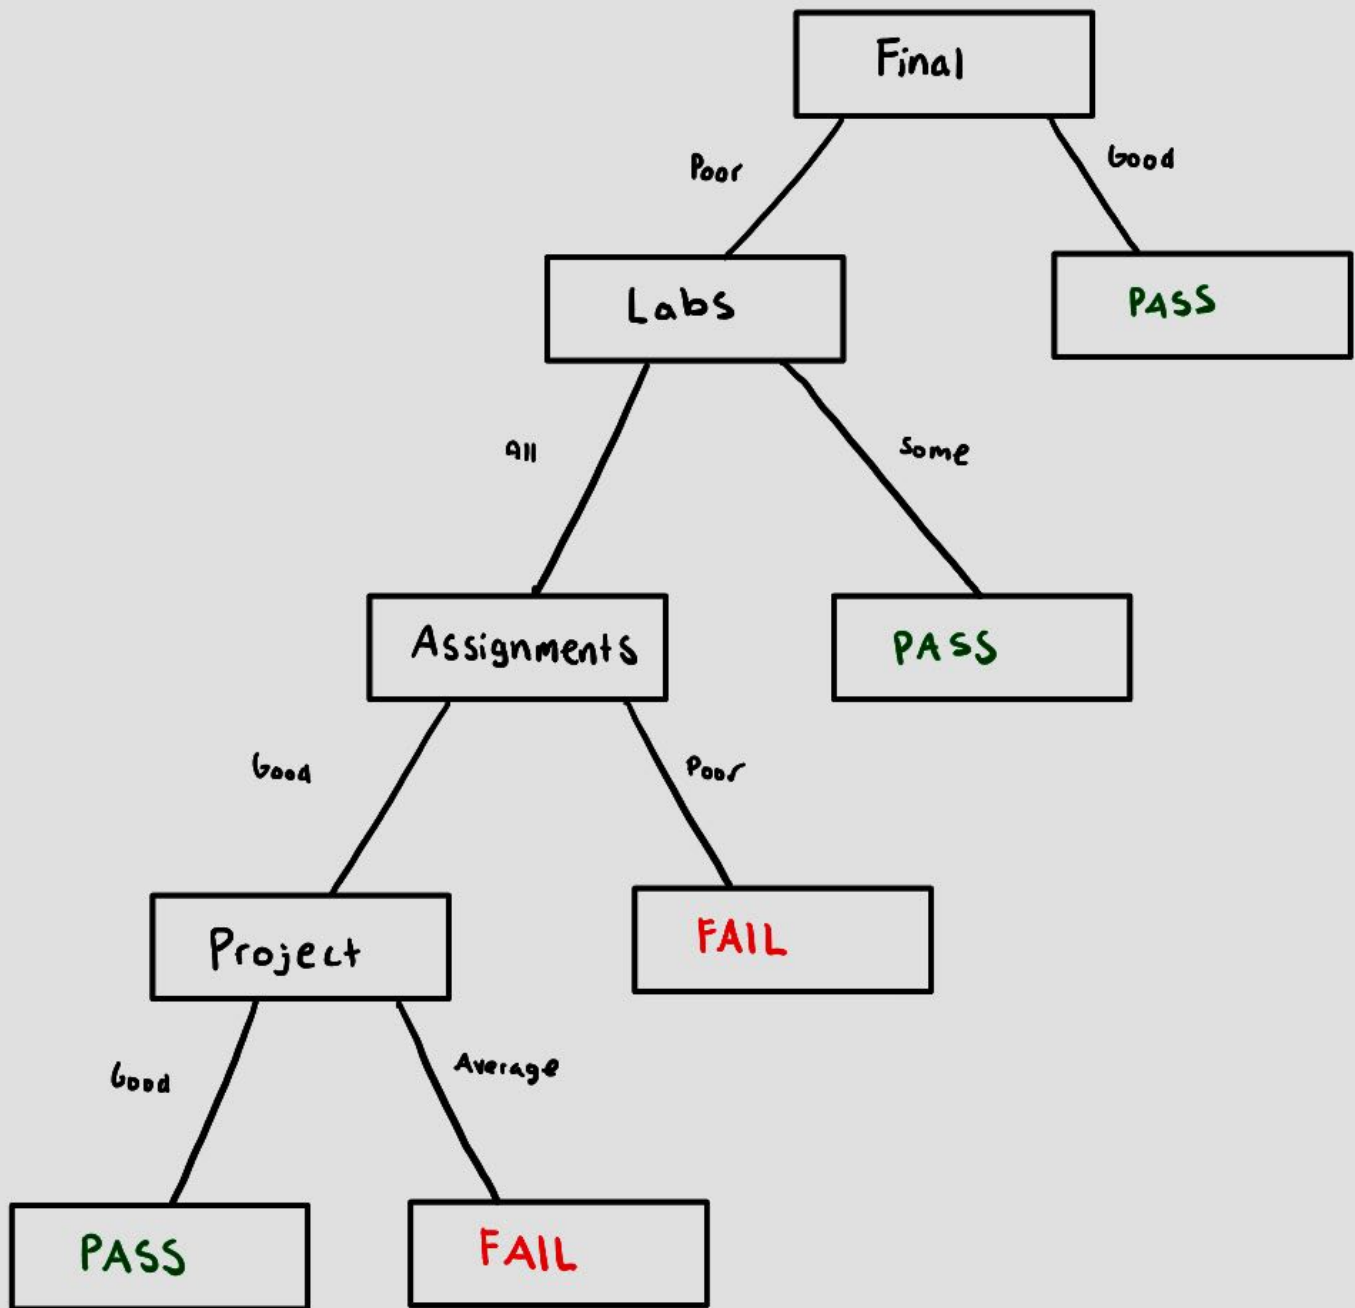 Final
Poor
Good
Labs
PASS
All
Some
Assignments
PASS
Good
Poor
Project
FAIL
Good
Average
PASS
FAIL